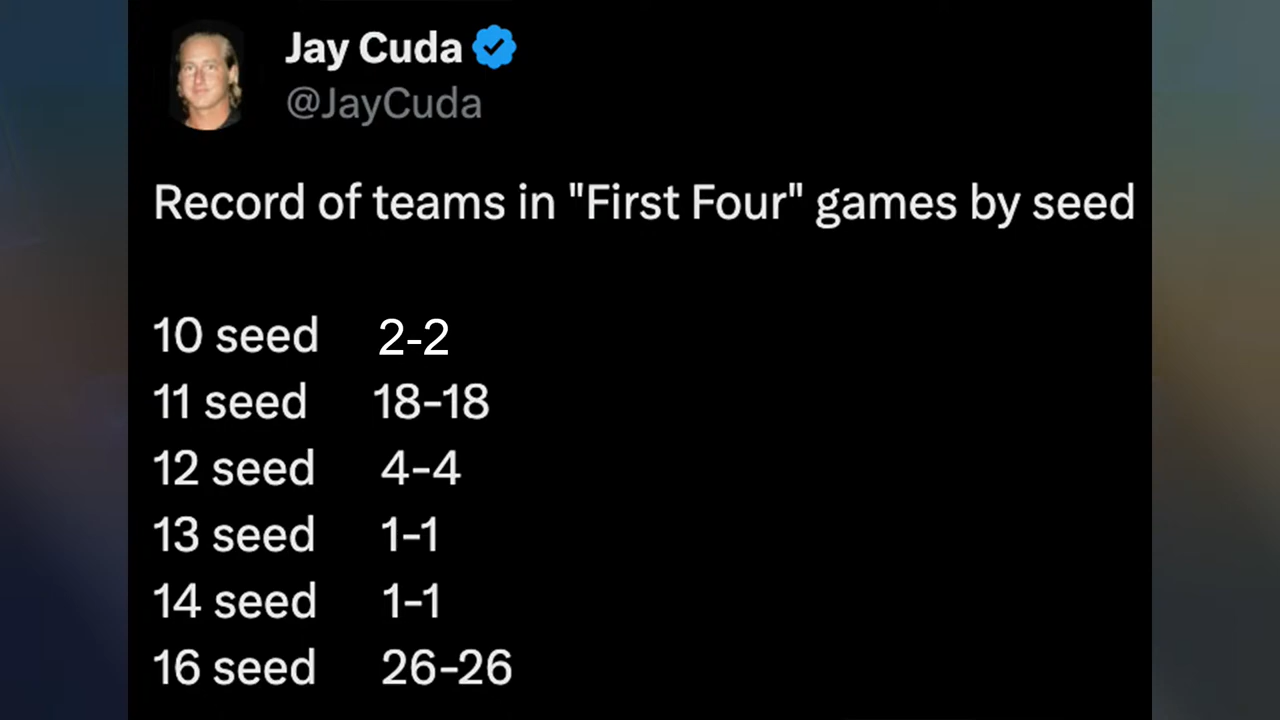 Jay Cuda
@JayCuda
Record of teams in "First Four" games by seed
10 seed 2-2
11 seed 18-18
12 seed 4-4
13 seed 1-1
14 seed 1-1
16 seed 26-26